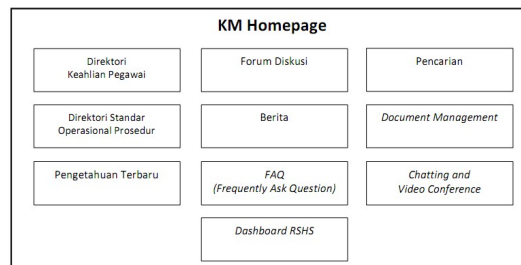 KM Homepage
Direktori
Keahlian Pegawai
Forum Diskusi
Pencarian
Direktori Standar
Operasional Prosedur
Berita
Document Management
Pengetahuan Terbaru
FAQ
(Frequently Ask Question)
Chatting and
Video Conference
Dashboard RSHS